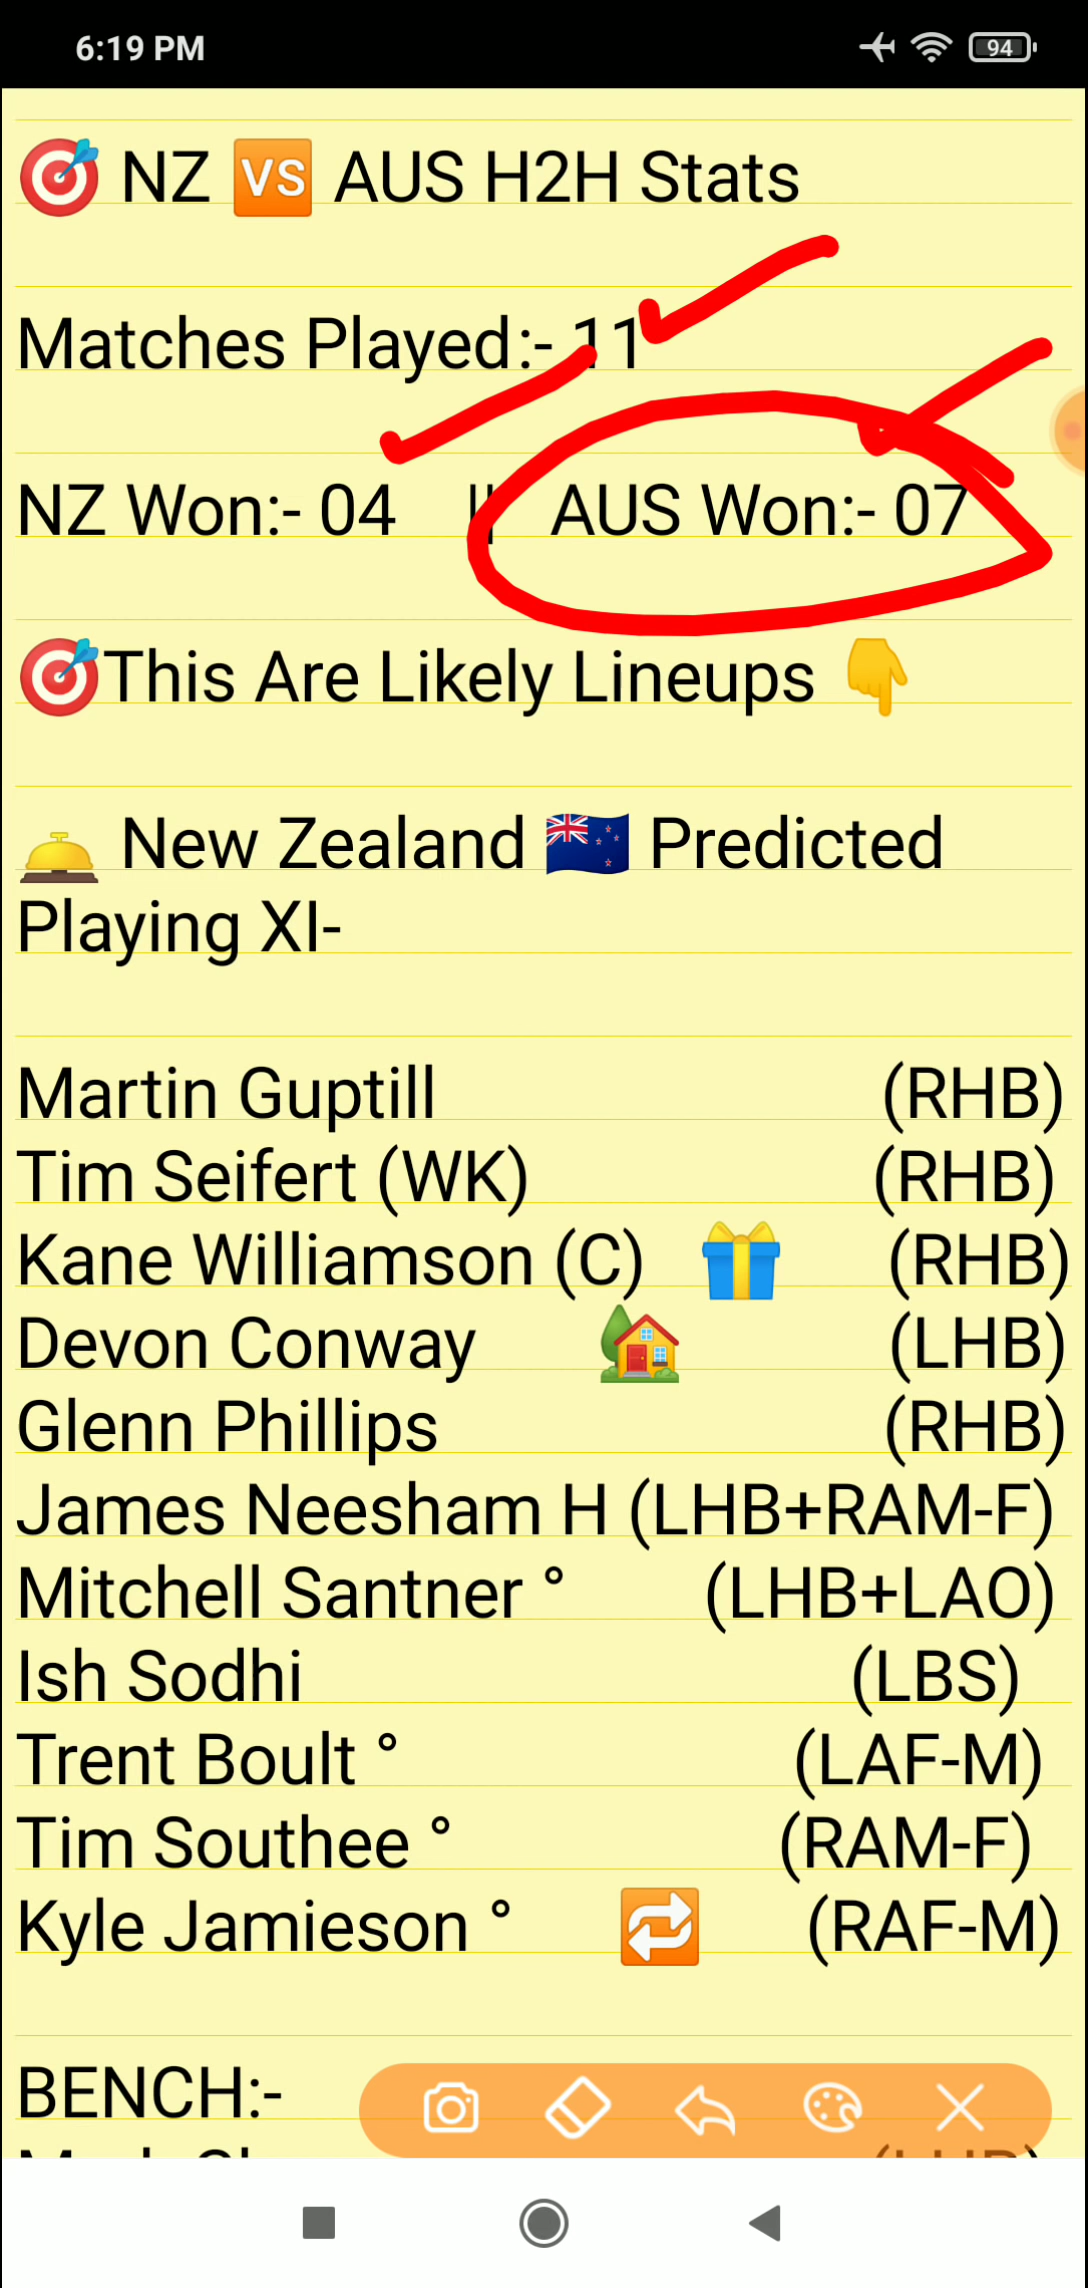 6:19 PM
94
🎯 NZ 🆚 AUS H2H Stats
Matches Played:- 11
NZ Won:- 04 || AUS Won:- 07
🎯This Are Likely Lineups 👇
🛎 New Zealand 🇳🇿 Predicted
Playing XI-
Martin Guptill (RHB)
Tim Seifert (WK) (RHB)
Kane Williamson (C) 🎁 (RHB)
Devon Conway 🏡 (LHB)
Glenn Phillips (RHB)
James Neesham H (LHB+RAM-F)
Mitchell Santner ° (LHB+LAO)
Ish Sodhi (LBS)
Trent Boult ° (LAF-M)
Tim Southee ° (RAM-F)
Kyle Jamieson ° 🔁 (RAF-M)
BENCH:-